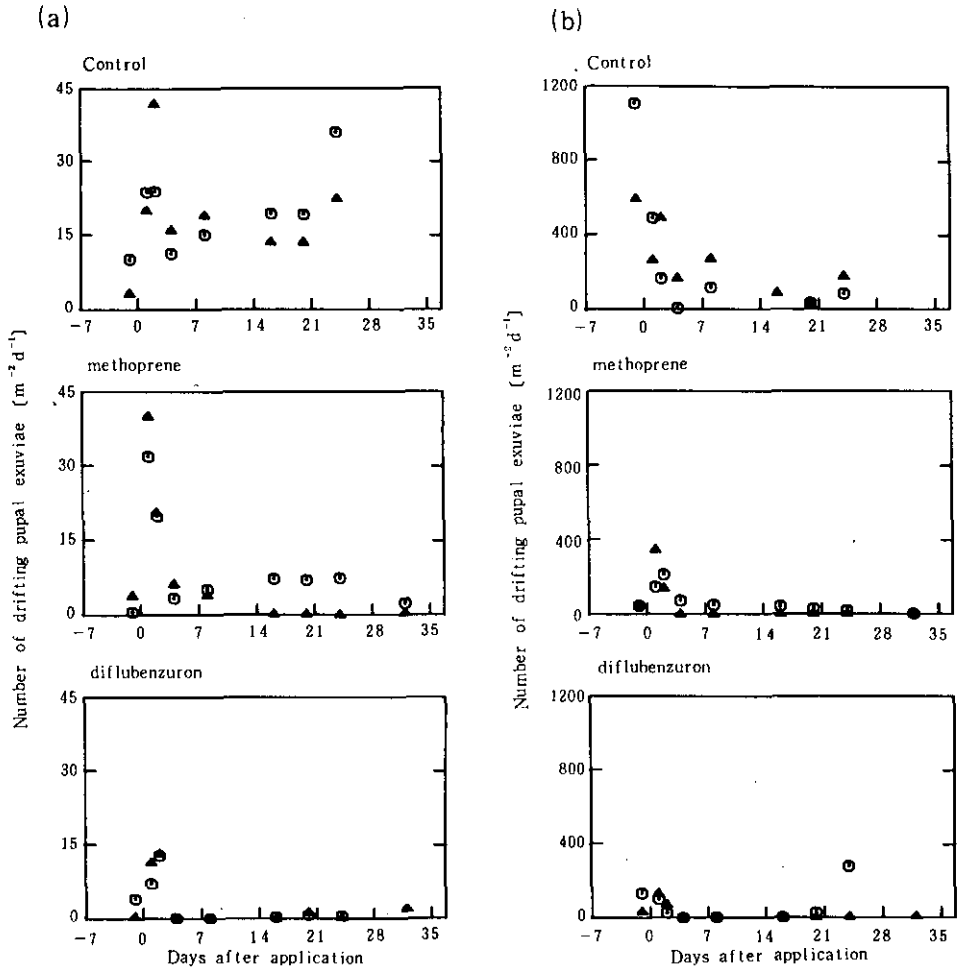 (a)
Control
45
30
15
0
-7 0 7 14 21 28 35
methoprene
45
30
15
0
-7 0 7 14 21 28 35
diflubenzuron
45
30
15
0
-7 0 7 14 21 28 35
Days after application
Number of drifting pupal exuviae [m⁻² d⁻¹]
(b)
Control
1200
800
400
0
-7 0 7 14 21 28 35
methoprene
1200
800
400
0
-7 0 7 14 21 28 35
diflubenzuron
1200
800
400
0
-7 0 7 14 21 28 35
Days after application
Number of drifting pupal exuviae [m⁻² d⁻¹]